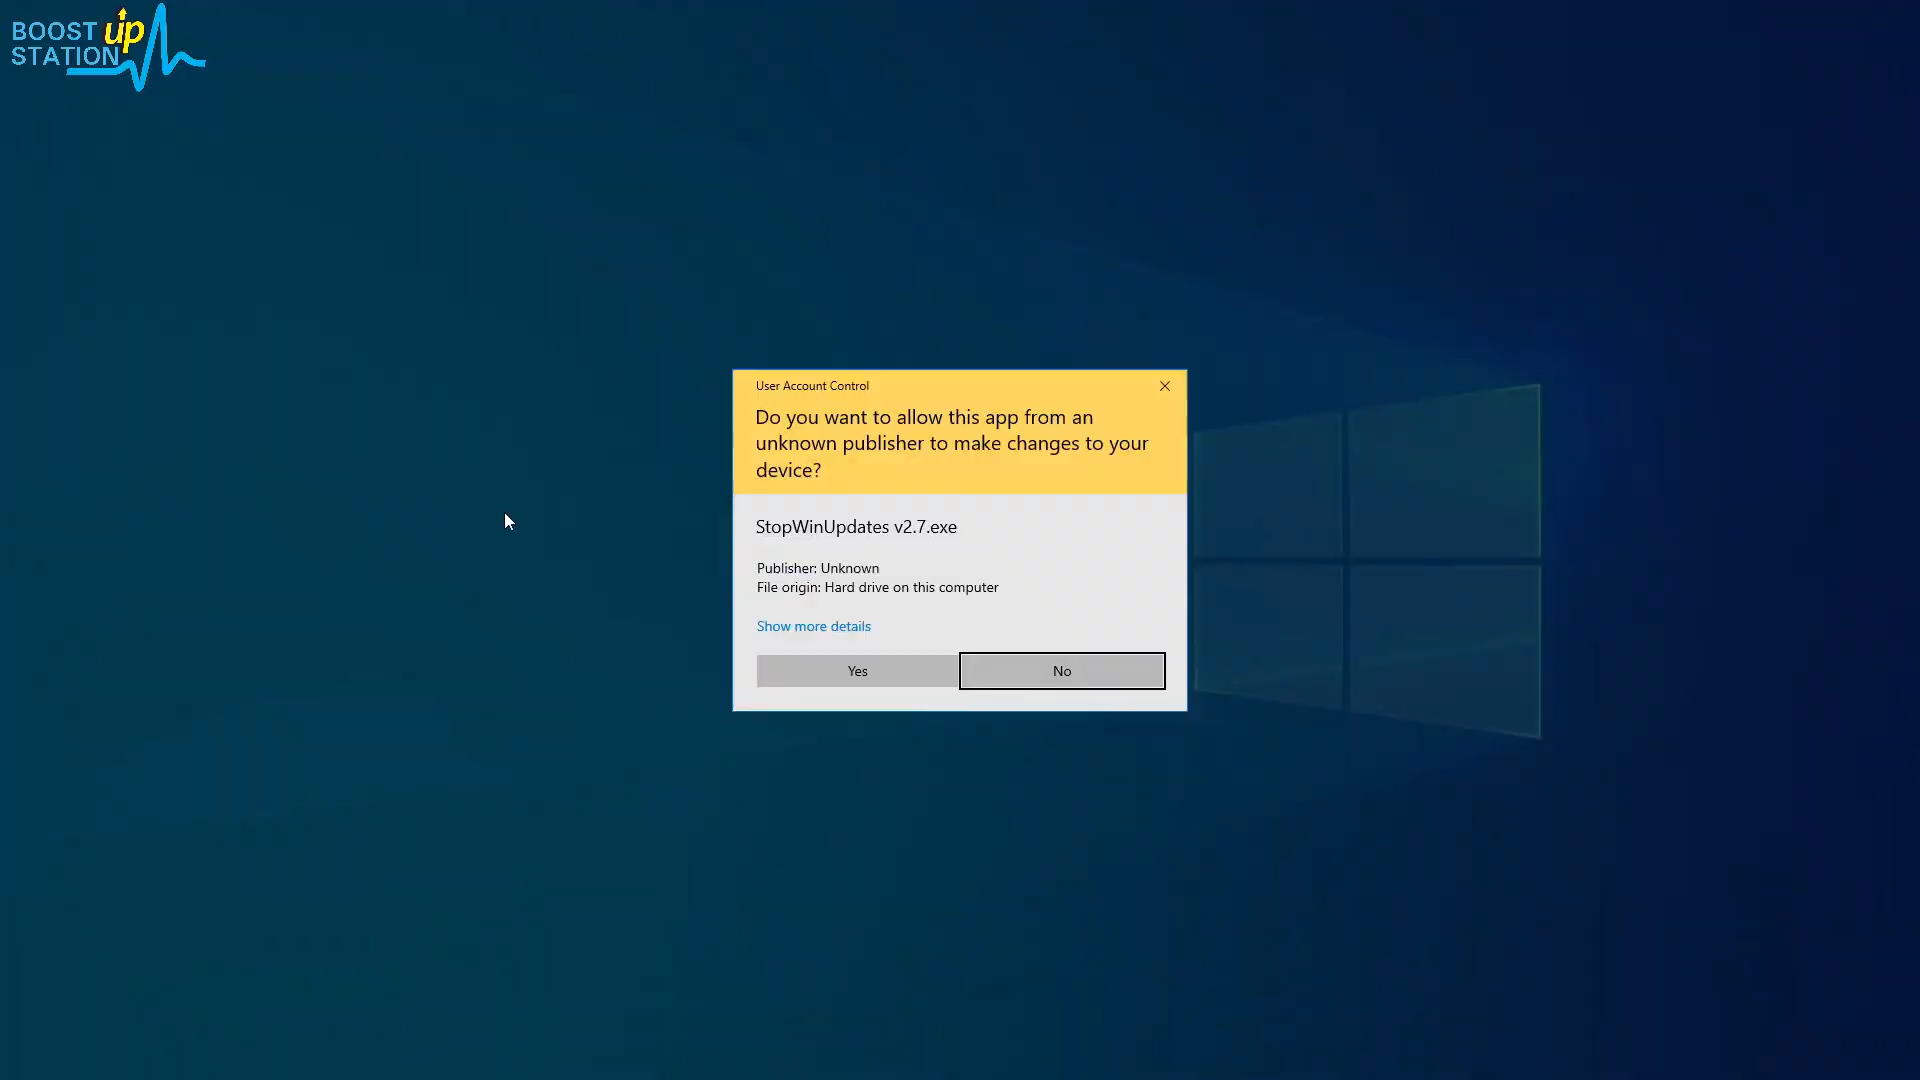 BOOST up
STATION
User Account Control
Do you want to allow this app from an
unknown publisher to make changes to your
device?
StopWinUpdates v2.7.exe
Publisher: Unknown
File origin: Hard drive on this computer
Show more details
Yes
No